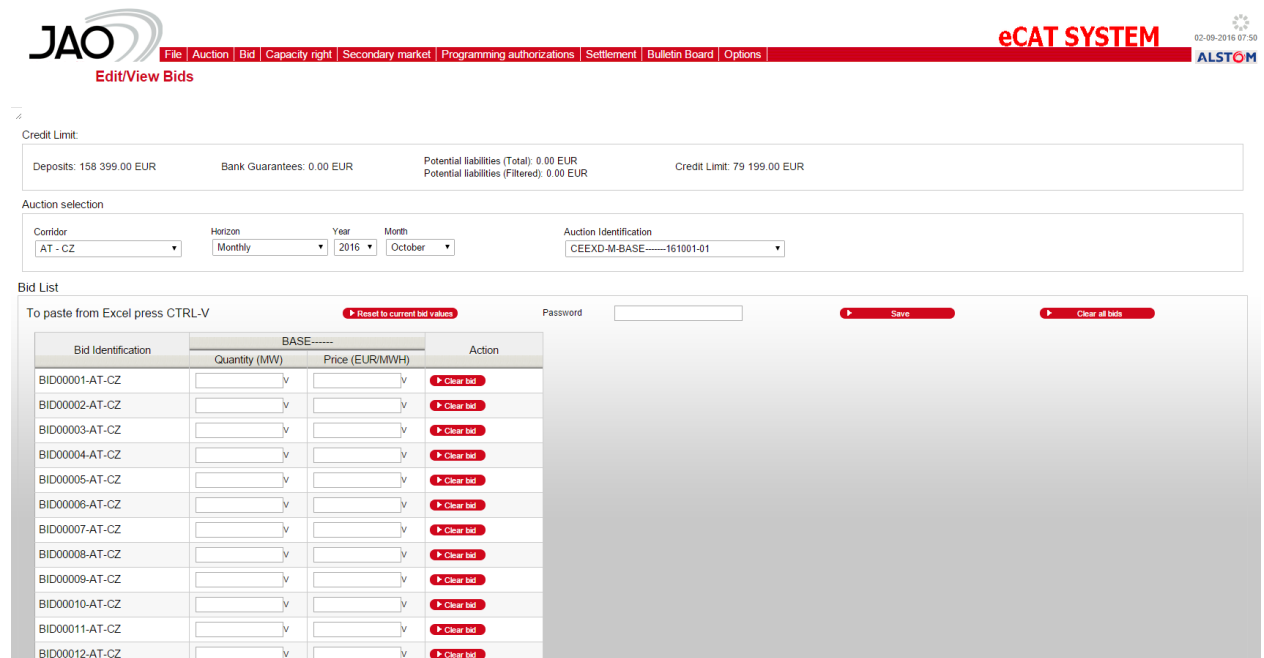 JAO
eCAT SYSTEM
02-09-2016 07:50
File Auction Bid Capacity right Secondary market Programming authorizations Settlement Bulletin Board Options
ALSTOM
Edit/View Bids
Credit Limit:
Deposits: 158 399.00 EUR Bank Guarantees: 0.00 EUR Potential liabilities (Total): 0.00 EUR Credit Limit: 79 199.00 EUR
Potential liabilities (Filtered): 0.00 EUR
Auction selection
Corridor Horizon Year Month Auction Identification
AT - CZ Monthly 2016 October CEEXD-M-BASE-------161001-01
Bid List
To paste from Excel press CTRL-V Reset to current bid values Password Save Clear all bids
Bid Identification BASE------ Action
Quantity (MW) Price (EUR/MWH)
BID00001-AT-CZ V V Clear bid
BID00002-AT-CZ V V Clear bid
BID00003-AT-CZ V V Clear bid
BID00004-AT-CZ V V Clear bid
BID00005-AT-CZ V V Clear bid
BID00006-AT-CZ V V Clear bid
BID00007-AT-CZ V V Clear bid
BID00008-AT-CZ V V Clear bid
BID00009-AT-CZ V V Clear bid
BID00010-AT-CZ V V Clear bid
BID00011-AT-CZ V V Clear bid
BID00012-AT-CZ V V Clear bid